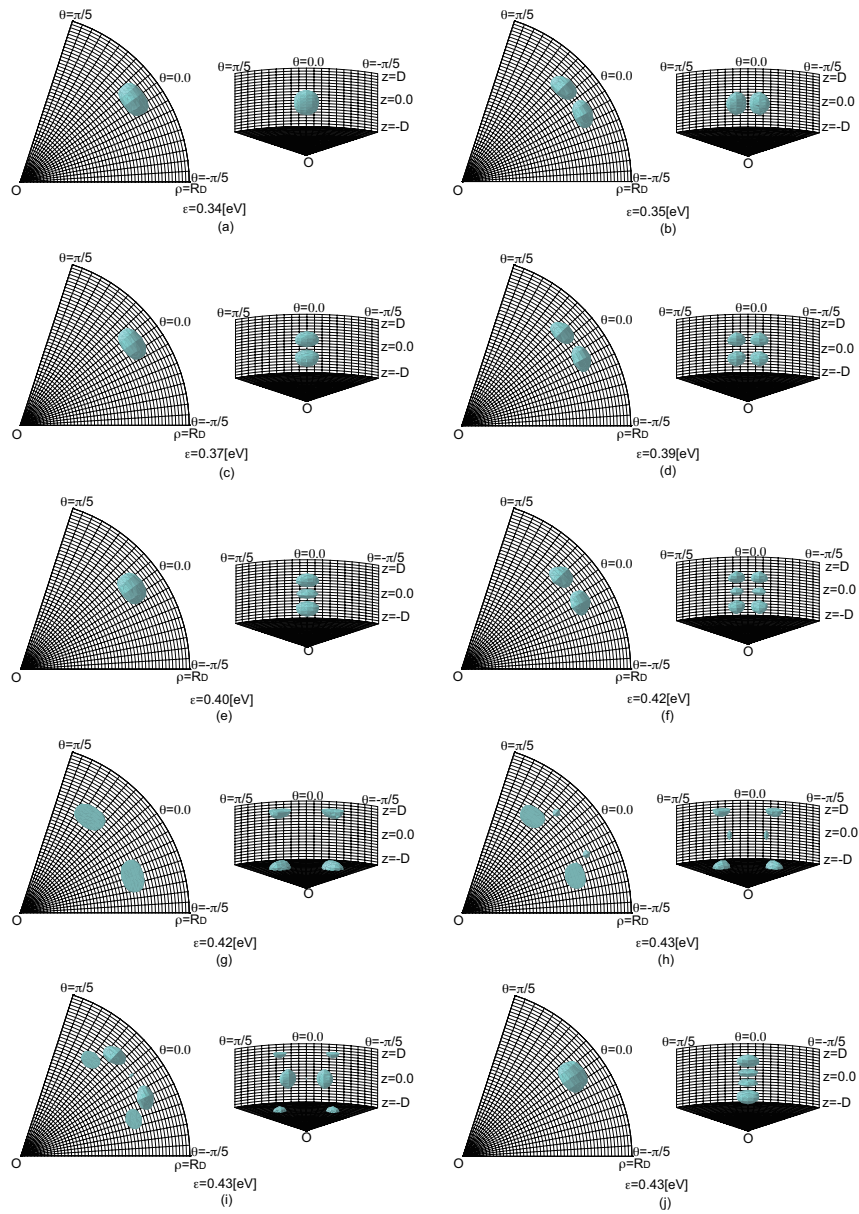 θ=π/5
θ=0.0
θ=-π/5
O
ρ=RD
θ=π/5
θ=0.0
θ=-π/5
z=D
z=0.0
z=-D
O
ε=0.34[eV]
(a)
θ=π/5
θ=0.0
θ=-π/5
O
ρ=RD
θ=π/5
θ=0.0
θ=-π/5
z=D
z=0.0
z=-D
O
ε=0.35[eV]
(b)
θ=π/5
θ=0.0
θ=-π/5
O
ρ=RD
θ=π/5
θ=0.0
θ=-π/5
z=D
z=0.0
z=-D
O
ε=0.37[eV]
(c)
θ=π/5
θ=0.0
θ=-π/5
O
ρ=RD
θ=π/5
θ=0.0
θ=-π/5
z=D
z=0.0
z=-D
O
ε=0.39[eV]
(d)
θ=π/5
θ=0.0
θ=-π/5
O
ρ=RD
θ=π/5
θ=0.0
θ=-π/5
z=D
z=0.0
z=-D
O
ε=0.40[eV]
(e)
θ=π/5
θ=0.0
θ=-π/5
O
ρ=RD
θ=π/5
θ=0.0
θ=-π/5
z=D
z=0.0
z=-D
O
ε=0.42[eV]
(f)
θ=π/5
θ=0.0
θ=-π/5
O
ρ=RD
θ=π/5
θ=0.0
θ=-π/5
z=D
z=0.0
z=-D
O
ε=0.42[eV]
(g)
θ=π/5
θ=0.0
θ=-π/5
O
ρ=RD
θ=π/5
θ=0.0
θ=-π/5
z=D
z=0.0
z=-D
O
ε=0.43[eV]
(h)
θ=π/5
θ=0.0
θ=-π/5
O
ρ=RD
θ=π/5
θ=0.0
θ=-π/5
z=D
z=0.0
z=-D
O
ε=0.43[eV]
(i)
θ=π/5
θ=0.0
θ=-π/5
O
ρ=RD
θ=π/5
θ=0.0
θ=-π/5
z=D
z=0.0
z=-D
O
ε=0.43[eV]
(j)